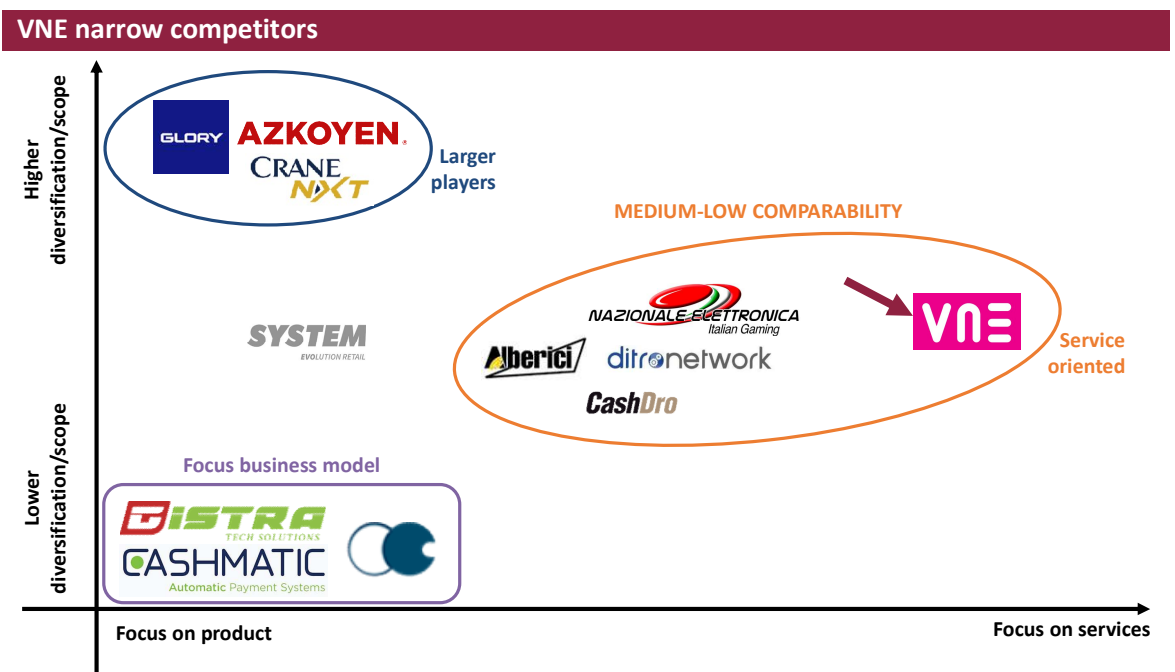 VNE narrow competitors
Higher
diversification/scope
GLORY
AZKOYEN
CRANE
NXT
Larger
players
MEDIUM-LOW COMPARABILITY
NAZIONALE ELETTRONICA
Italian Gaming
VNE
SYSTEM
EVOLUTION RETAIL
Alberici
ditronetwork
Service
oriented
CashDro
Lower
diversification/scope
Focus business model
GISTRA
TECH SOLUTIONS
CASHMATIC
Automatic Payment Systems
Focus on product
Focus on services